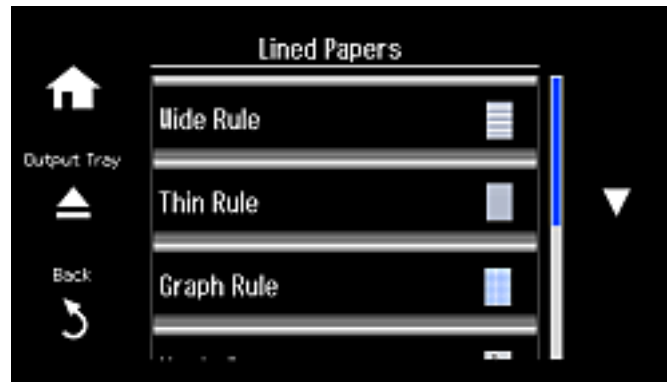 Lined Papers
Wide Rule
Output Tray
Thin Rule
Back
Graph Rule